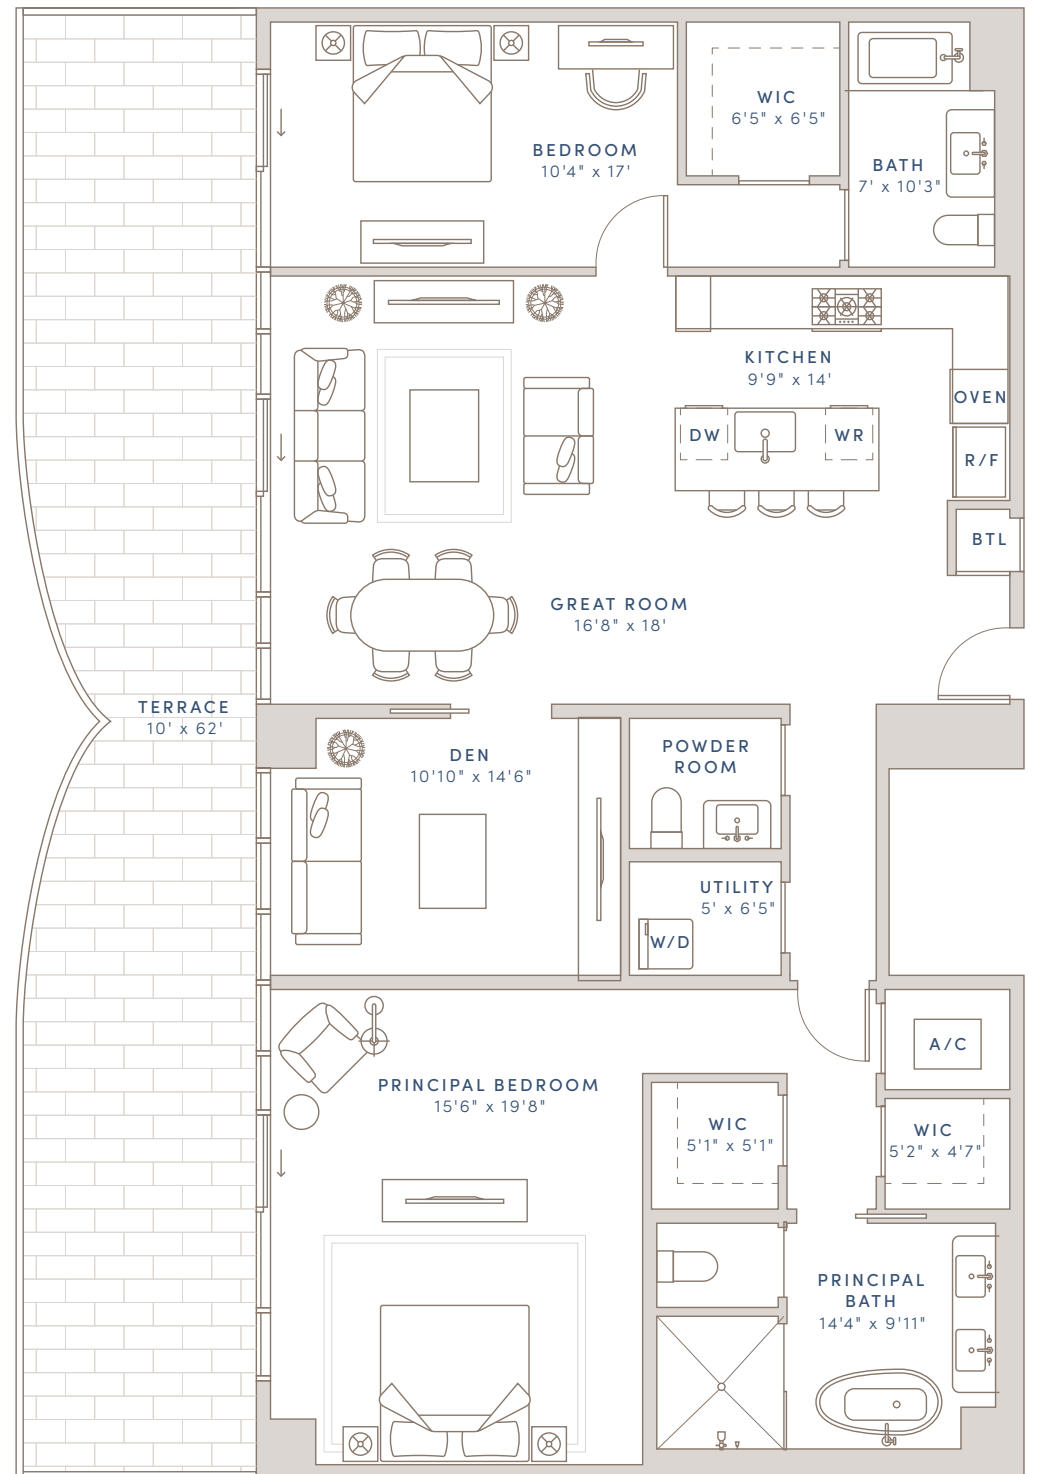 WIC
6'5" x 6'5"
BEDROOM
10'4" x 17'
BATH
7' x 10'3"
KITCHEN
9'9" x 14'
OVEN
DW
WR
R/F
BTL
GREAT ROOM
16'8" x 18'
TERRACE
10' x 62'
DEN
10'10" x 14'6"
POWDER
ROOM
UTILITY
5' x 6'5"
W/D
A/C
PRINCIPAL BEDROOM
15'6" x 19'8"
WIC
5'1" x 5'1"
WIC
5'2" x 4'7"
PRINCIPAL
BATH
14'4" x 9'11"